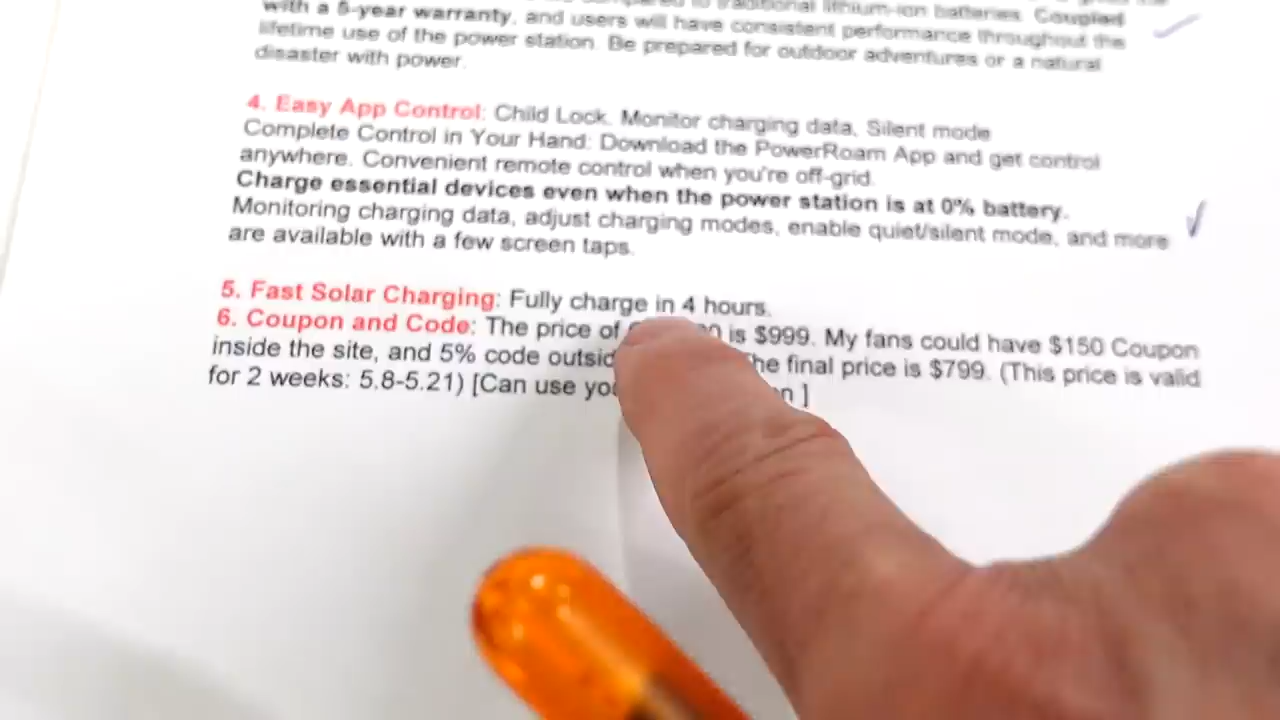 with a 5-year warranty, and users will have consistent performance throughout the
lifetime use of the power station. Be prepared for outdoor adventures or a natural
disaster with power.
4. Easy App Control: Child Lock. Monitor charging data, Silent mode
Complete Control in Your Hand: Download the PowerRoam App and get control
anywhere. Convenient remote control when you're off-grid.
Charge essential devices even when the power station is at 0% battery.
Monitoring charging data, adjust charging modes, enable quiet/silent mode, and more
are available with a few screen taps.
5. Fast Solar Charging: Fully charge in 4 hours.
6. Coupon and Code: The price of is $999. My fans could have $150 Coupon
inside the site, and 5% code final price is $799. (This price is valid
for 2 weeks: 5.8-5.21) [Can use ]